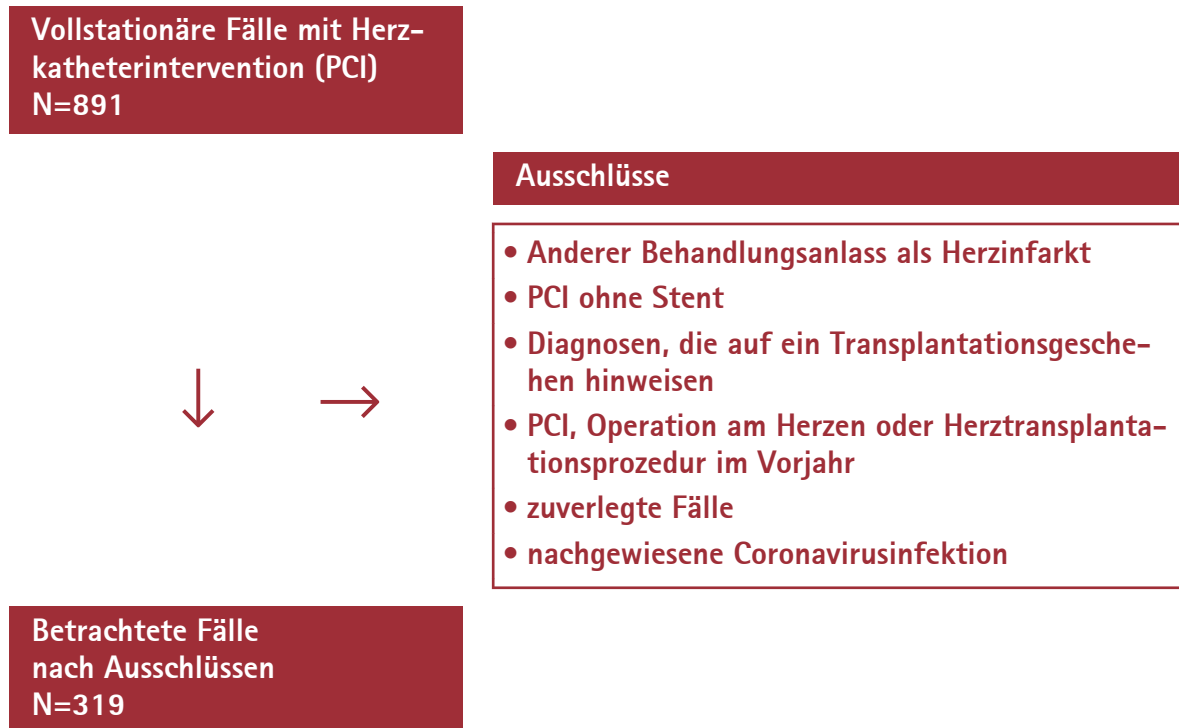 Vollstationäre Fälle mit Herz-
katheterintervention (PCI)
N=891
Ausschlüsse
• Anderer Behandlungsanlass als Herzinfarkt
• PCI ohne Stent
• Diagnosen, die auf ein Transplantationsgesche-
hen hinweisen
• PCI, Operation am Herzen oder Herztransplanta-
tionsprozedur im Vorjahr
• zuverlegte Fälle
• nachgewiesene Coronavirusinfektion
Betrachtete Fälle
nach Ausschlüssen
N=319